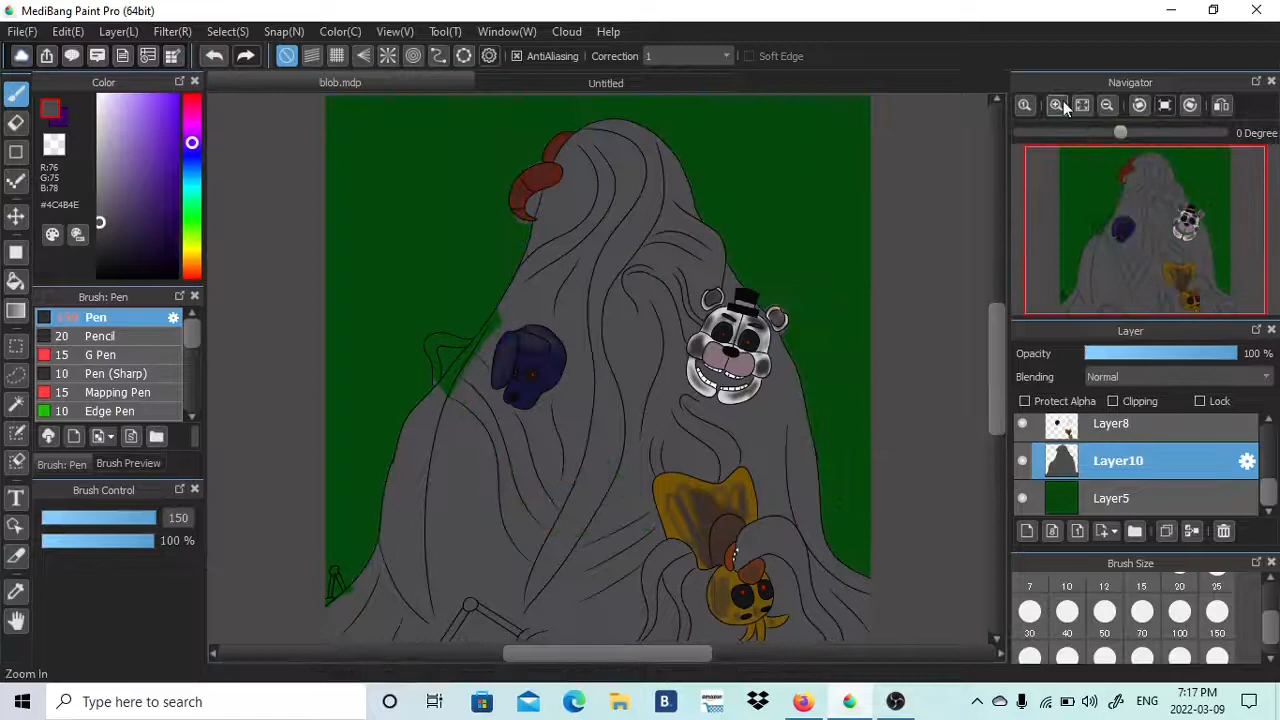 MediBang Paint Pro (64bit)
File(F) Edit(E) Layer(L) Filter(R) Select(S) Snap(N) Color(C) View(V) Tool(T) Window(W) Cloud Help
AntiAliasing Correction 1 Soft Edge
Color
blob.mdp
Untitled
Navigator
0 Degree
R:76
G:75
B:78
#4C4B4E
Brush: Pen
150 Pen
20 Pencil
15 G Pen
10 Pen (Sharp)
15 Mapping Pen
10 Edge Pen
Brush: Pen Brush Preview
Brush Control
150
100 %
Layer
Opacity 100 %
Blending Normal
Protect Alpha Clipping Lock
Layer8
Layer10
Layer5
Brush Size
7 10 12 15 20 25
30 40 50 70 100 150
Zoom In
Type here to search
B.
ENG
7:17 PM
2022-03-09